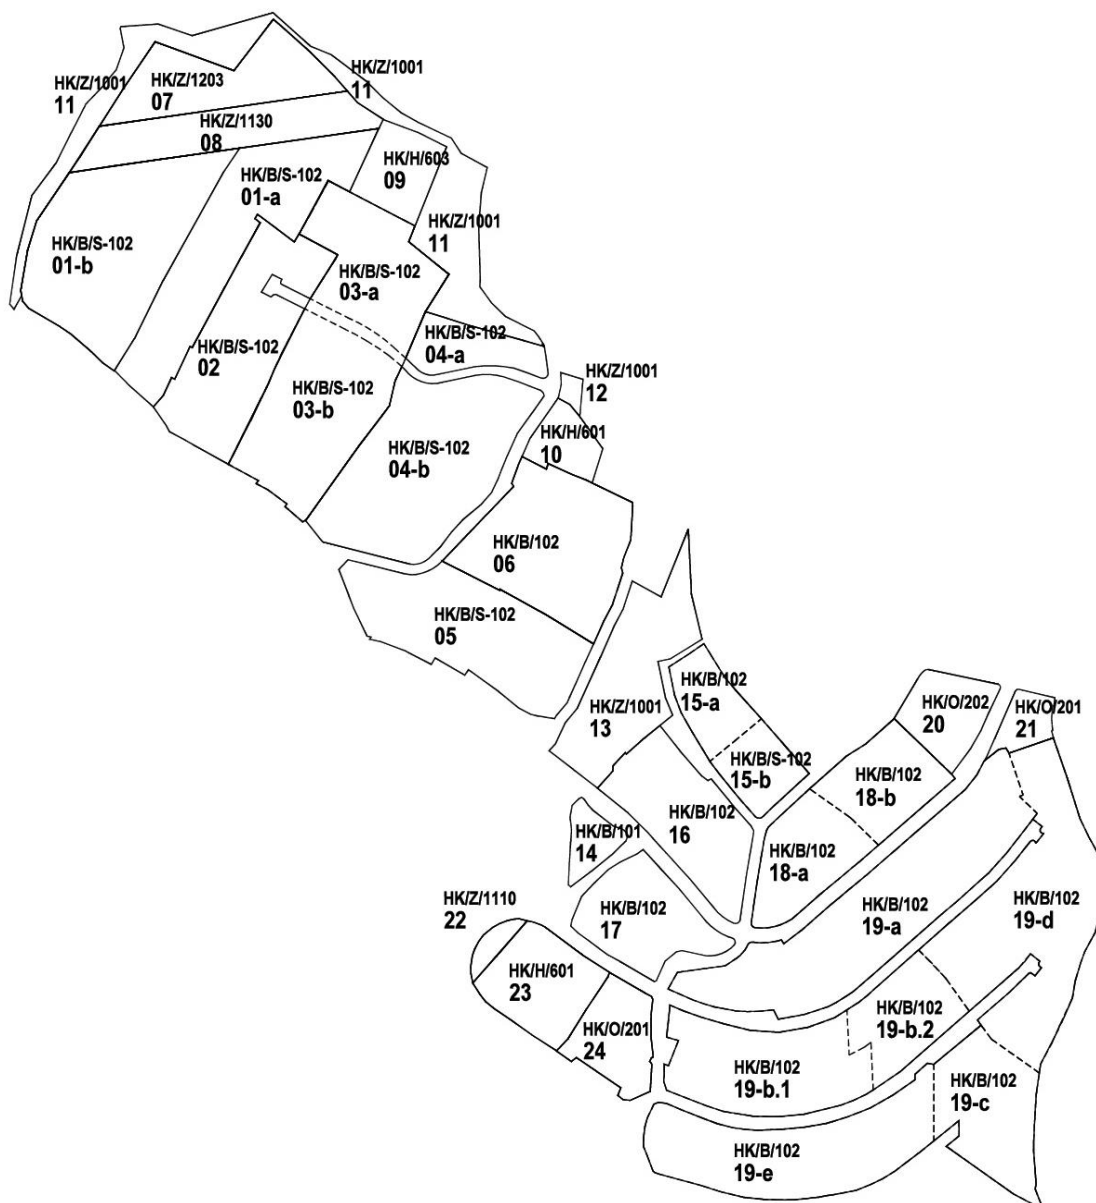 HK/Z/1001
11
HK/Z/1203
07
HK/Z/1001
11
HK/Z/1130
08
HK/H/603
09
HK/B/S-102
01-a
HK/Z/1001
11
HK/B/S-102
01-b
HK/B/S-102
03-a
HK/B/S-102
02
HK/B/S-102
04-a
HK/Z/1001
12
HK/B/S-102
03-b
HK/H/601
10
HK/B/S-102
04-b
HK/B/102
06
HK/B/S-102
05
HK/B/102
15-a
HK/Z/1001
13
HK/O/202
20
HK/O/201
21
HK/B/S-102
15-b
HK/B/102
18-b
HK/B/102
16
HK/B/101
14
HK/B/102
18-a
HK/Z/1110
22
HK/B/102
17
HK/B/102
19-a
HK/B/102
19-d
HK/H/601
23
HK/O/201
24
HK/B/102
19-b.2
HK/B/102
19-b.1
HK/B/102
19-c
HK/B/102
19-e